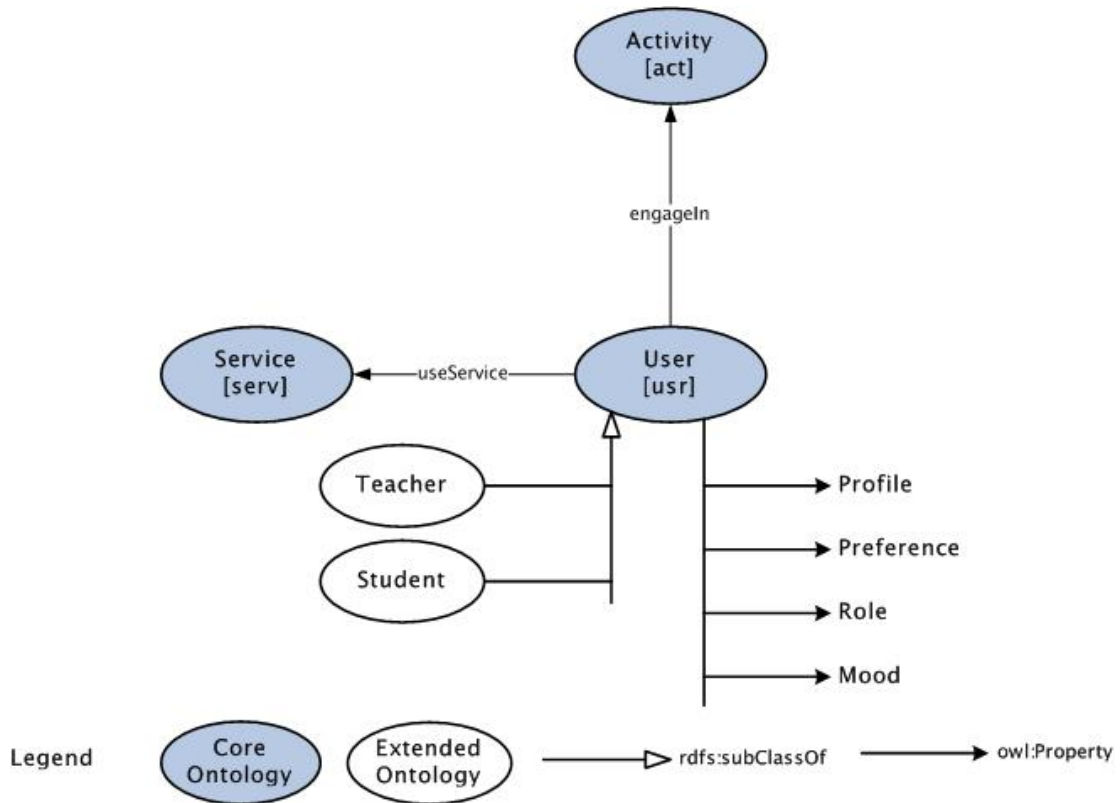 Activity
[act]
engageIn
Service
[serv]
useService
User
[usr]
Teacher
Student
Profile
Preference
Role
Mood
Legend
Core
Ontology
Extended
Ontology
rdfs:subClassOf
owl:Property